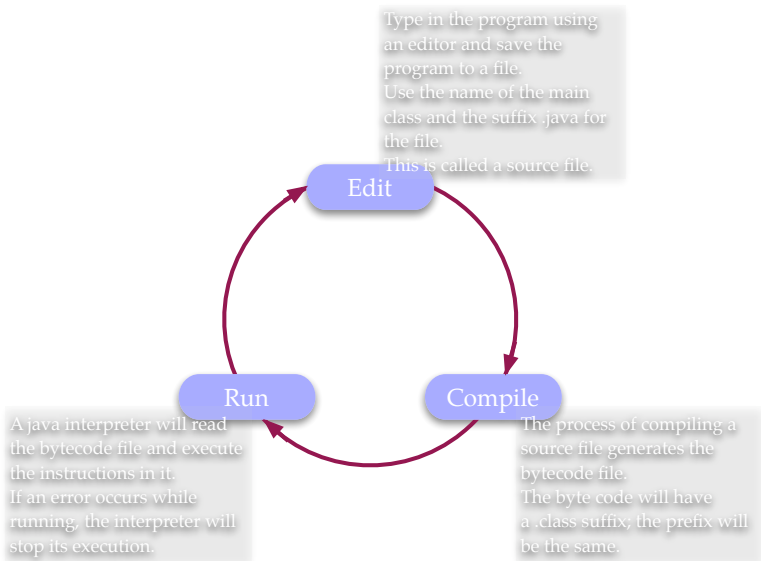 Type in the program using
an editor and save the
program to a file.
Use the name of the main
class and the suffix .java for
the file.
This is called a source file.
Edit
Run
Compile
A java interpreter will read
the bytecode file and execute
the instructions in it.
If an error occurs while
running, the interpreter will
stop its execution.
The process of compiling a
source file generates the
bytecode file.
The byte code will have
a .class suffix; the prefix will
be the same.